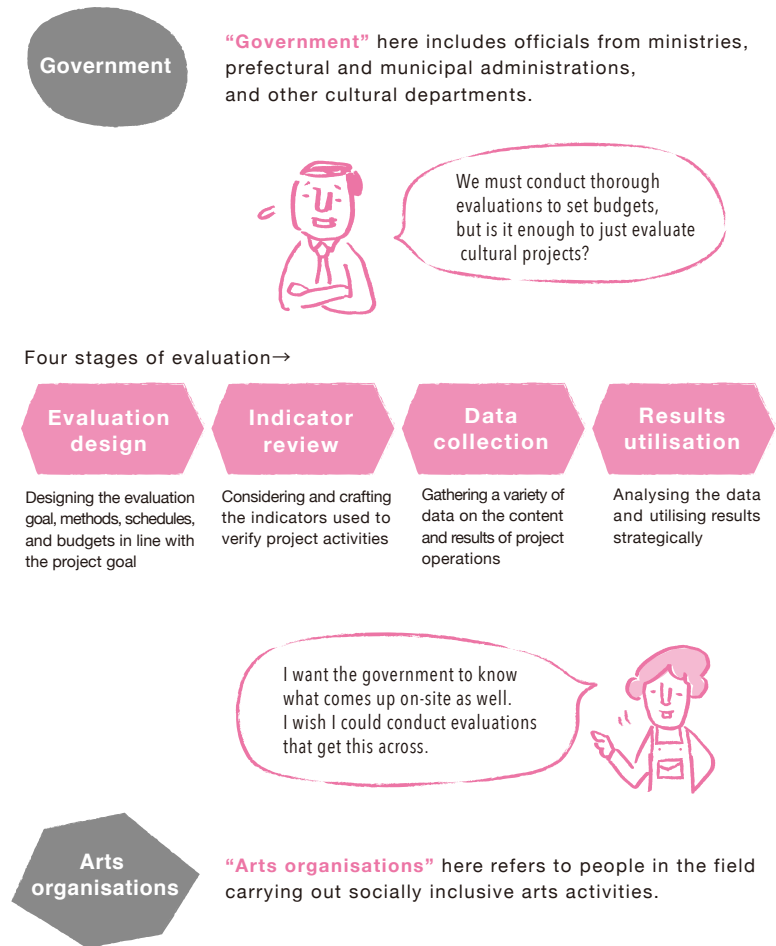 Government
“Government” here includes officials from ministries,
prefectural and municipal administrations,
and other cultural departments.
We must conduct thorough
evaluations to set budgets,
but is it enough to just evaluate
cultural projects?
Four stages of evaluation→
Evaluation
design
Designing the evaluation
goal, methods, schedules,
and budgets in line with
the project goal
Indicator
review
Considering and crafting
the indicators used to
verify project activities
Data
collection
Gathering a variety of
data on the content
and results of project
operations
Results
utilisation
Analysing the data
and utilising results
strategically
I want the government to know
what comes up on-site as well.
I wish I could conduct evaluations
that get this across.
Arts
organisations
“Arts organisations” here refers to people in the field
carrying out socially inclusive arts activities.